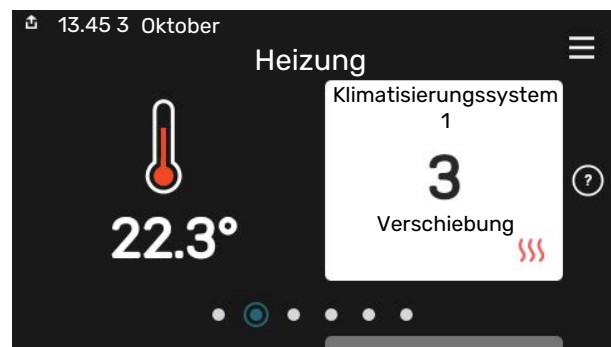 13.45 3 Oktober
Heizung
Klimatisierungssystem
1
3
22.3°
Verschiebung
?